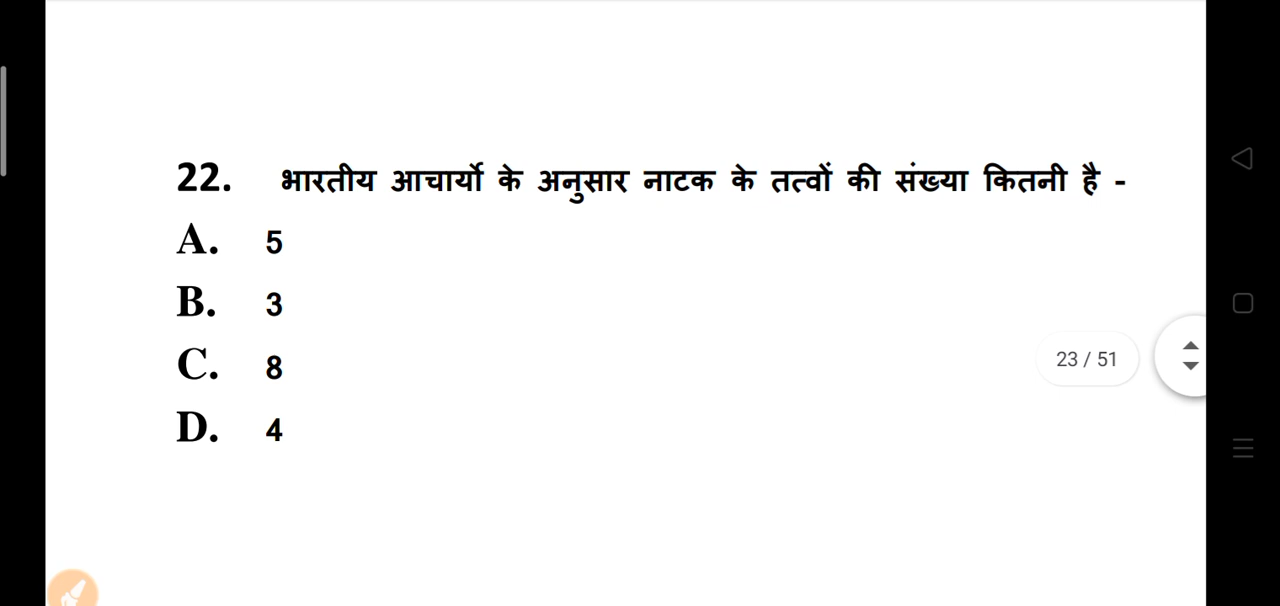 22. भारतीय आचार्यो के अनुसार नाटक के तत्वों की संख्या कितनी है -
A. 5
B. 3
C. 8
D. 4
23 / 51